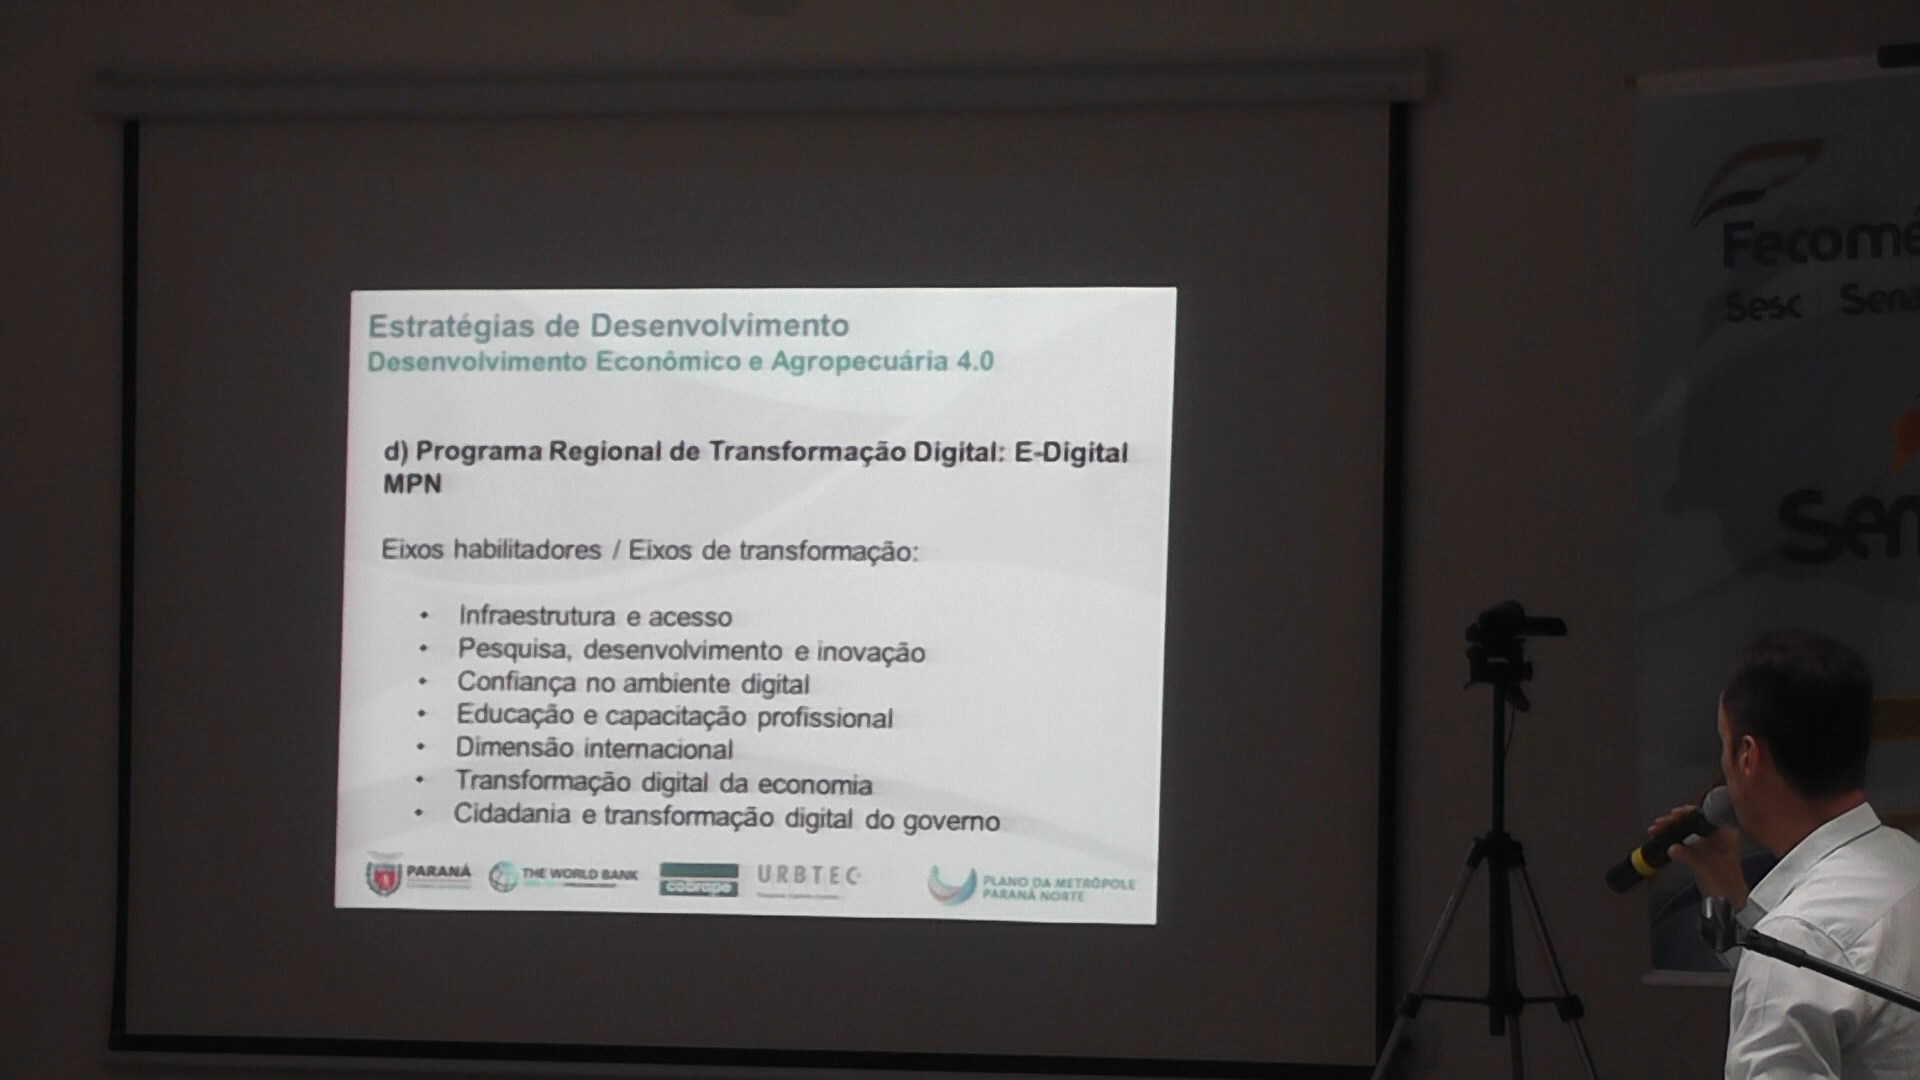 Estratégias de Desenvolvimento
Desenvolvimento Econômico e Agropecuária 4.0
d) Programa Regional de Transformação Digital: E-Digital
MPN
Eixos habilitadores / Eixos de transformação:
• Infraestrutura e acesso
• Pesquisa, desenvolvimento e inovação
• Confiança no ambiente digital
• Educação e capacitação profissional
• Dimensão internacional
• Transformação digital da economia
• Cidadania e transformação digital do governo
PARANÁ
THE WORLD BANK
cobrape
URBTEC
PLANO DA METRÓPOLE
PARANÁ NORTE
Fecomé
Sesc Sena
Sen